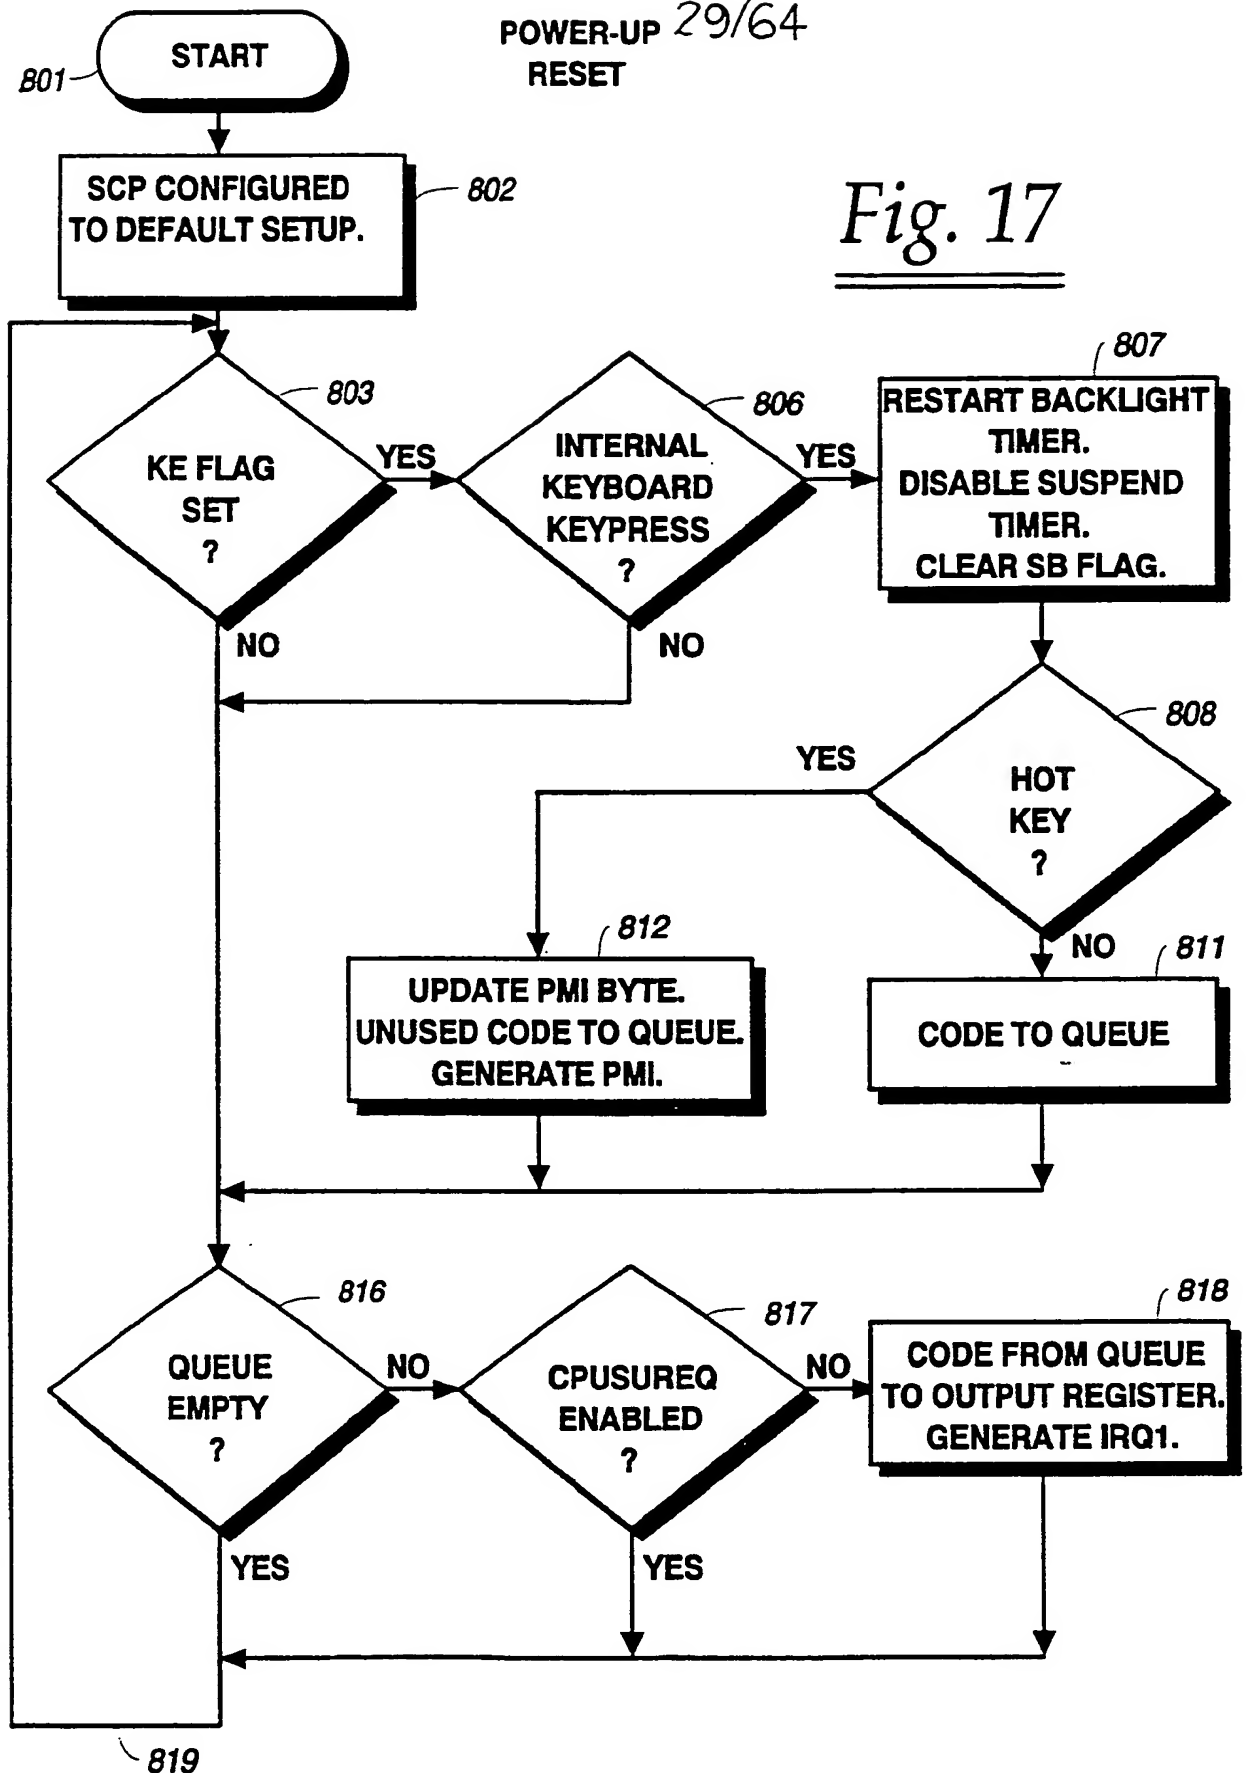 POWER-UP 29/64
RESET
START
801
SCP CONFIGURED
TO DEFAULT SETUP.
802
Fig. 17
803
KE FLAG
SET
?
YES
NO
806
INTERNAL
KEYBOARD
KEYPRESS
?
YES
NO
807
RESTART BACKLIGHT
TIMER.
DISABLE SUSPEND
TIMER.
CLEAR SB FLAG.
808
HOT
KEY
?
YES
NO
812
UPDATE PMI BYTE.
UNUSED CODE TO QUEUE.
GENERATE PMI.
811
CODE TO QUEUE
816
QUEUE
EMPTY
?
NO
YES
817
CPUSUREQ
ENABLED
?
NO
YES
818
CODE FROM QUEUE
TO OUTPUT REGISTER.
GENERATE IRQ1.
819